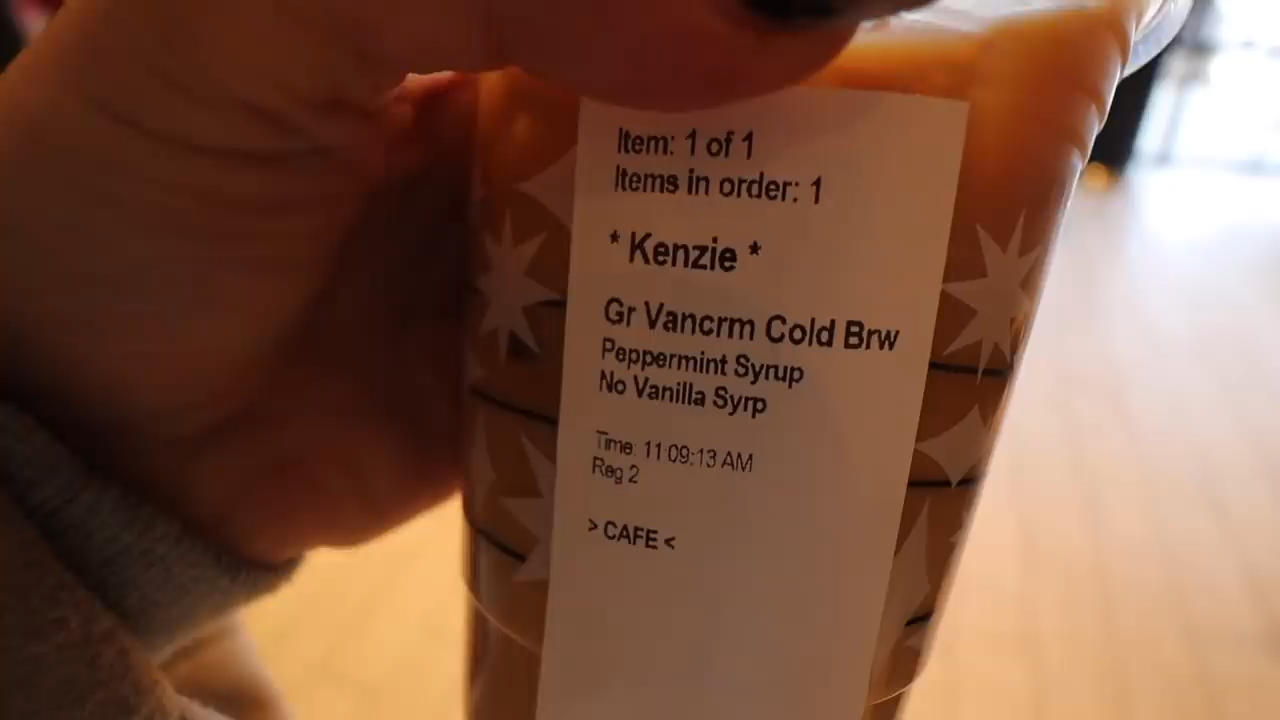 Item: 1 of 1
Items in order: 1
* Kenzie *
Gr Vancrm Cold Brw
Peppermint Syrup
No Vanilla Syrp
Time: 11:09:13 AM
Reg 2
> CAFE <